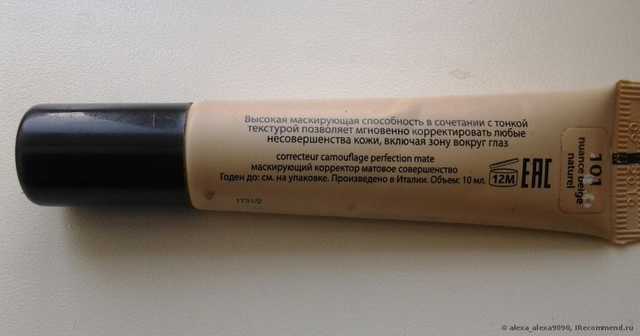 Высокая маскирующая способность в сочетании с тонкой
текстурой позволяет мгновенно корректировать любые
несовершенства кожи, включая зону вокруг глаз
correcteur camouflage perfection mate
маскирующий корректор матовое совершенство
Годен до: см. на упаковке. Произведено в Италии. Объем: 10 мл.
12M
EAC
101
nuance beige
naturel
© alexa_alexa9090, IRecommend.ru